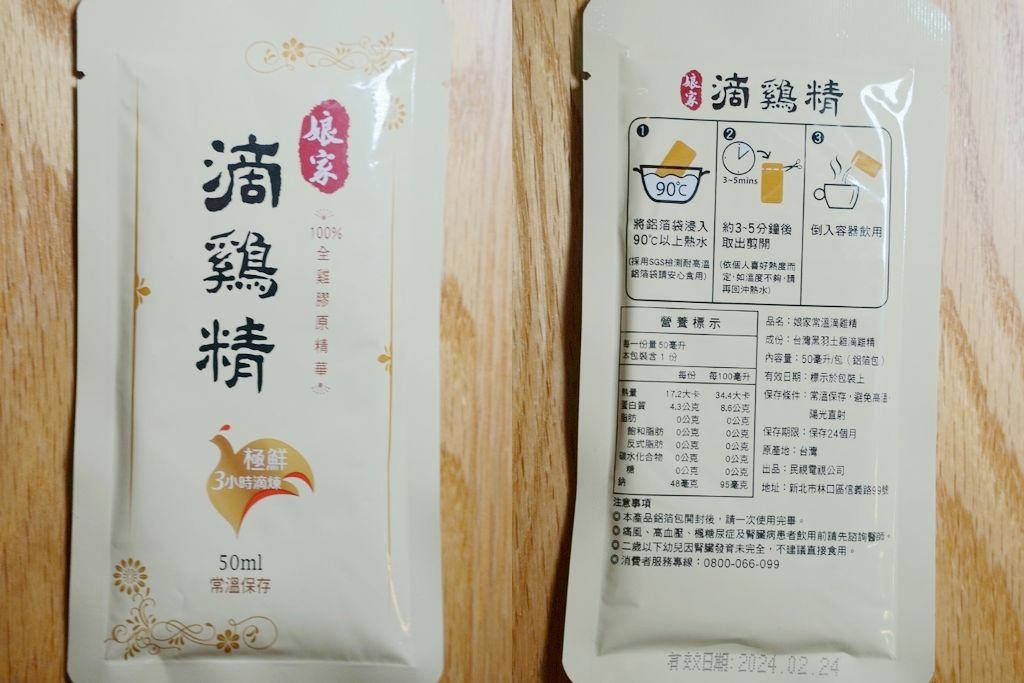 娘家
滴鷄精
100%全雞膠原精華
極鮮
3小時滴煉
50ml
常溫保存
娘家 滴鷄精
1
90℃
將鋁箔袋浸入
90℃以上熱水
(採用SGS檢測耐高溫
鋁箔袋請安心食用)
2
3~5mins
約3~5分鐘後
取出剪開
(依個人喜好熱度而
定，如溫度不夠，請
再回沖熱水)
3
倒入容器飲用
營養標示
每一份量50毫升
本包裝含1份
每份 每100毫升
熱量 17.2大卡 34.4大卡
蛋白質 4.3公克 8.6公克
脂肪 0公克 0公克
飽和脂肪 0公克 0公克
反式脂肪 0公克 0公克
碳水化合物 0公克 0公克
糖 0公克 0公克
鈉 48毫克 95毫克
品名：娘家常溫滴雞精
成份：台灣黑羽土雞滴雞精
內容量：50毫升/包（鋁箔包）
有效日期：標示於包裝上
保存條件：常溫保存，避免高溫
陽光直射
保存期限：保存24個月
原產地：台灣
出品：民視電視公司
地址：新北市林口區信義路99號
注意事項
◎本產品鋁箔包開封後，請一次使用完畢。
◎痛風、高血壓、楓糖尿症及腎臟病患者飲用前請先諮詢醫師。
◎二歲以下幼兒因腎臟發育未完全，不建議直接食用。
◎消費者服務專線：0800-066-099
有效日期:2024.02.24